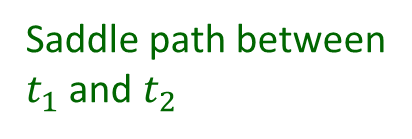 Saddle path between
t₁ and t₂